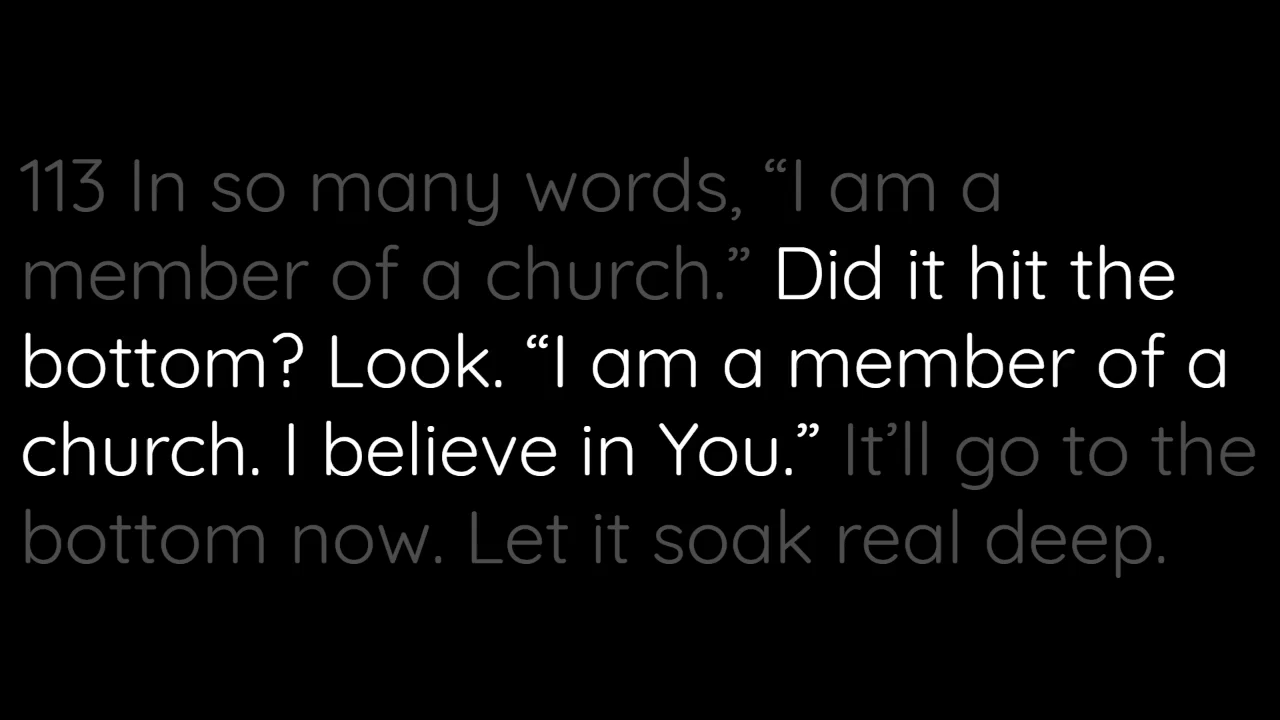 113 In so many words, “I am a
member of a church.” Did it hit the
bottom? Look. “I am a member of a
church. I believe in You.” It’ll go to the
bottom now. Let it soak real deep.